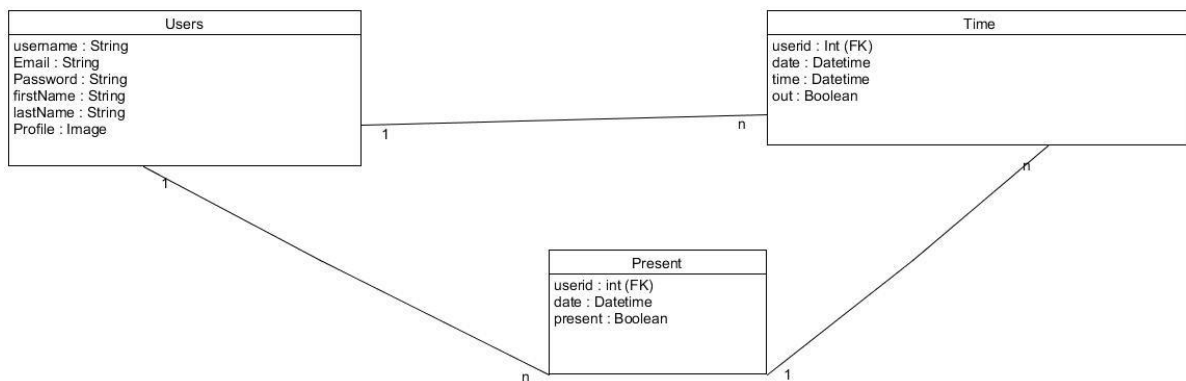 Users
username : String
Email : String
Password : String
firstName : String
lastName : String
Profile : Image
Time
userid : Int (FK)
date : Datetime
time : Datetime
out : Boolean
1
n
1
n
Present
userid : int (FK)
date : Datetime
present : Boolean
n
1